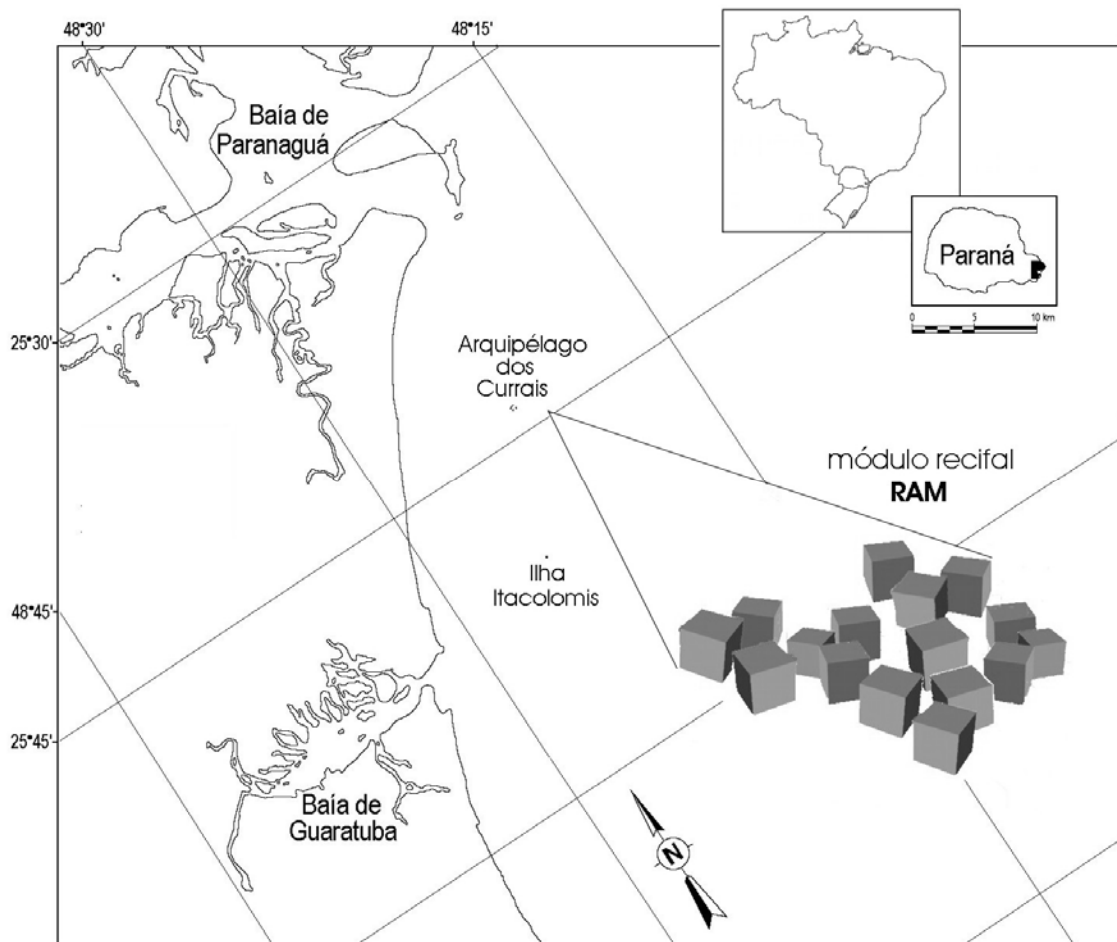 48°30'
48°15'
Baía de
Paranaguá
Paraná
0 5 10 km
25°30'
Arquipélago
dos
Currais
módulo recifal
RAM
Ilha
Itacolomis
48°45'
25°45'
Baía de
Guaratuba
N